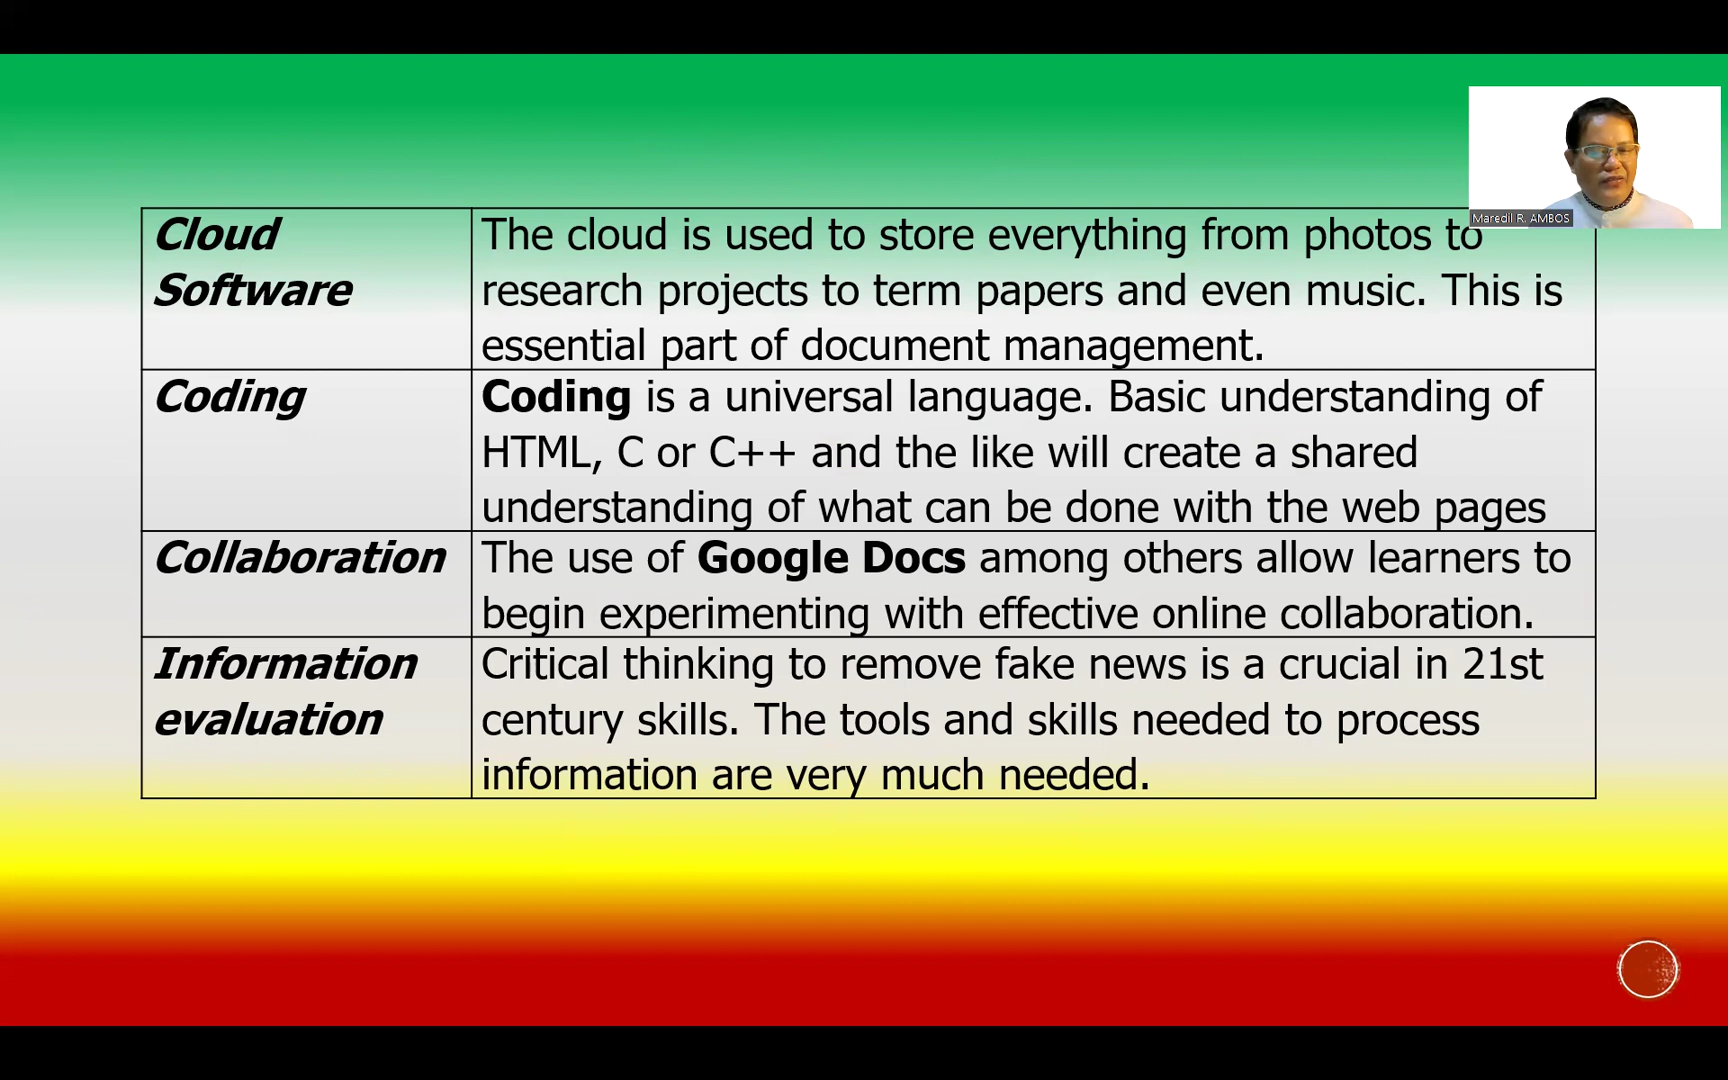 Maredil R. AMBOS
Cloud
Software
The cloud is used to store everything from photos to
research projects to term papers and even music. This is
essential part of document management.
Coding
Coding is a universal language. Basic understanding of
HTML, C or C++ and the like will create a shared
understanding of what can be done with the web pages
Collaboration
The use of Google Docs among others allow learners to
begin experimenting with effective online collaboration.
Information
evaluation
Critical thinking to remove fake news is a crucial in 21st
century skills. The tools and skills needed to process
information are very much needed.